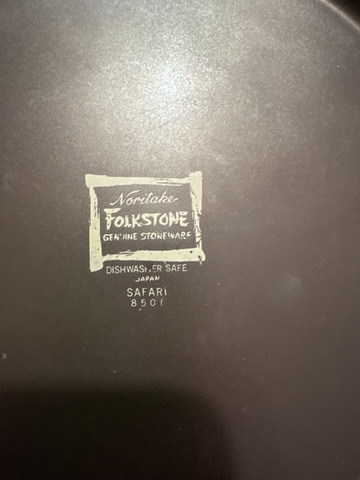 Noritake
FOLKSTONE
GENUINE STONEWARE
DISHWASHER SAFE
JAPAN
SAFARI
8501